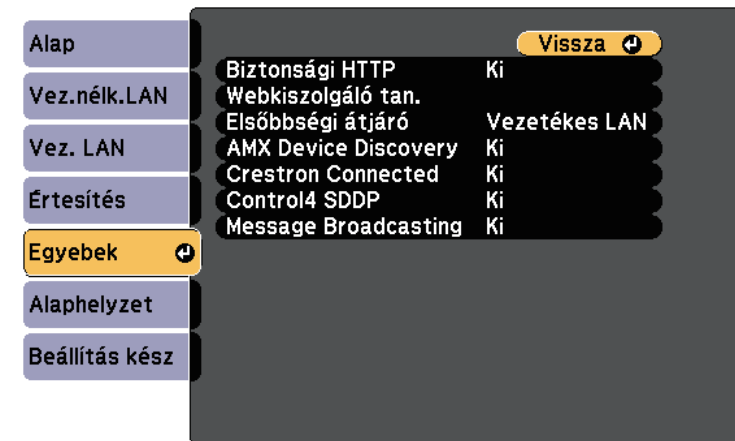 Alap
Vez.nélk.LAN
Vez. LAN
Értesítés
Egyebek
Alaphelyzet
Beállítás kész
Vissza
Biztonsági HTTP Ki
Webkiszolgáló tan.
Elsőbbségi átjáró Vezetékes LAN
AMX Device Discovery Ki
Crestron Connected Ki
Control4 SDDP Ki
Message Broadcasting Ki